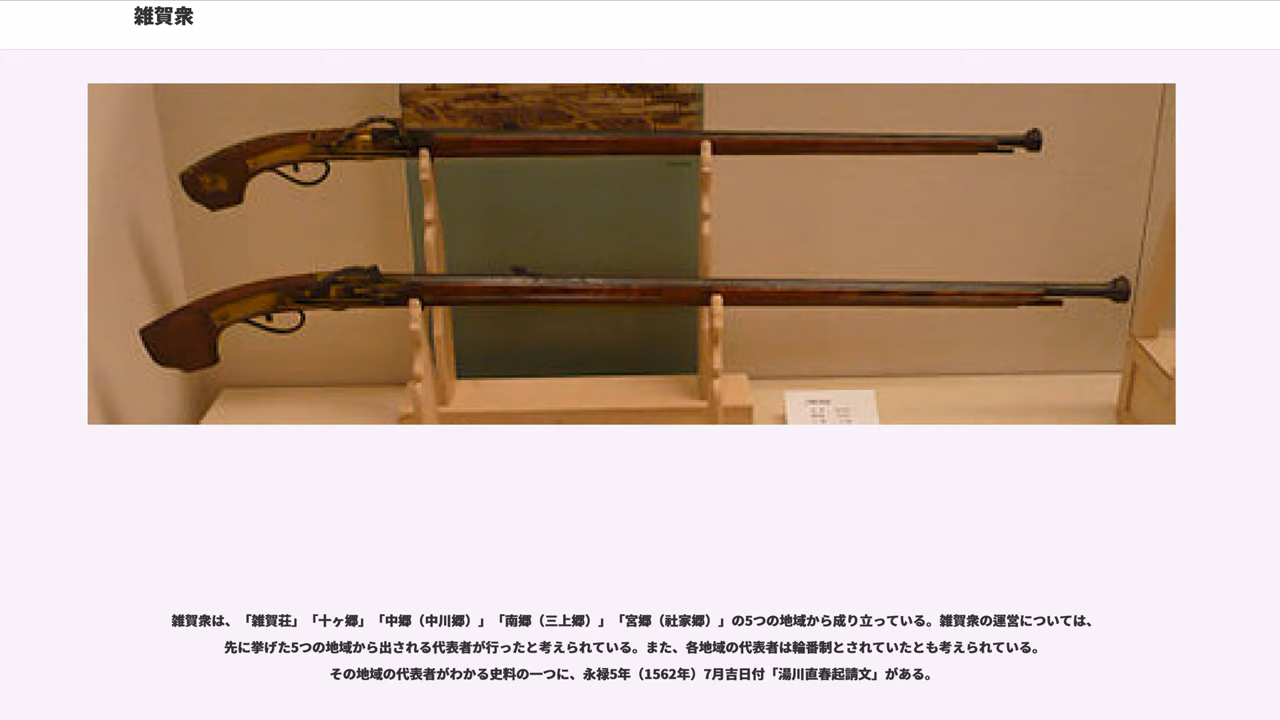 雑賀衆
雑賀衆は、「雑賀荘」「十ヶ郷」「中郷（中川郷）」「南郷（三上郷）」「宮郷（社家郷）」の5つの地域から成り立っている。雑賀衆の運営については、
先に挙げた5つの地域から出される代表者が行ったと考えられている。また、各地域の代表者は輪番制とされていたとも考えられている。
その地域の代表者がわかる史料の一つに、永禄5年（1562年）7月吉日付「湯川直春起請文」がある。